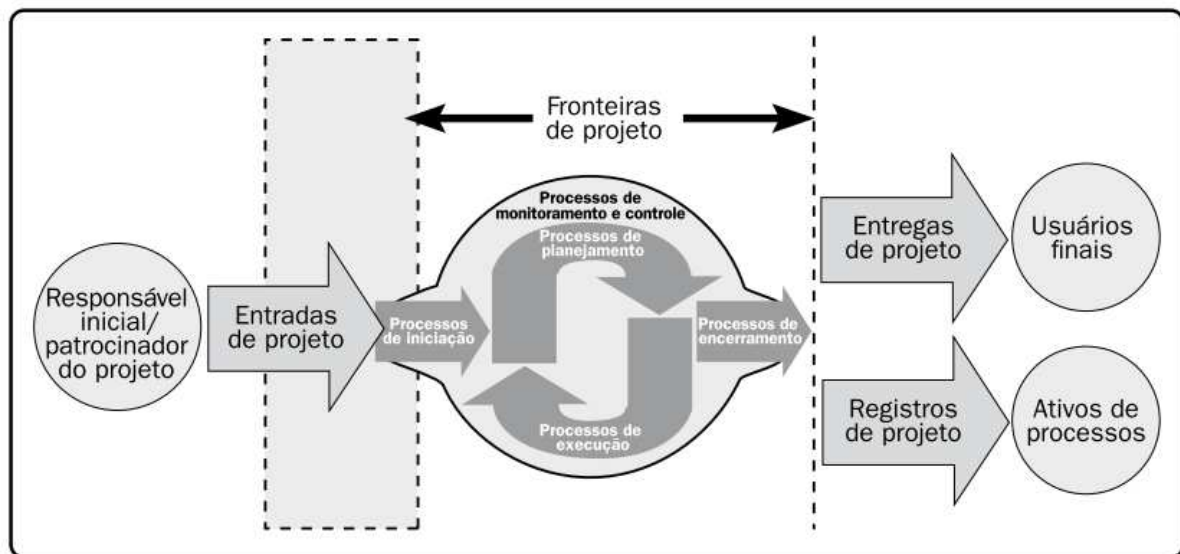 Fronteiras
de projeto
Responsável
inicial/
patrocinador
do projeto
Entradas
de projeto
Processos de
monitoramento e controle
Processos
de iniciação
Processos de
planejamento
Processos de
execução
Processos de
encerramento
Entregas
de projeto
Usuários
finais
Registros
de projeto
Ativos de
processos